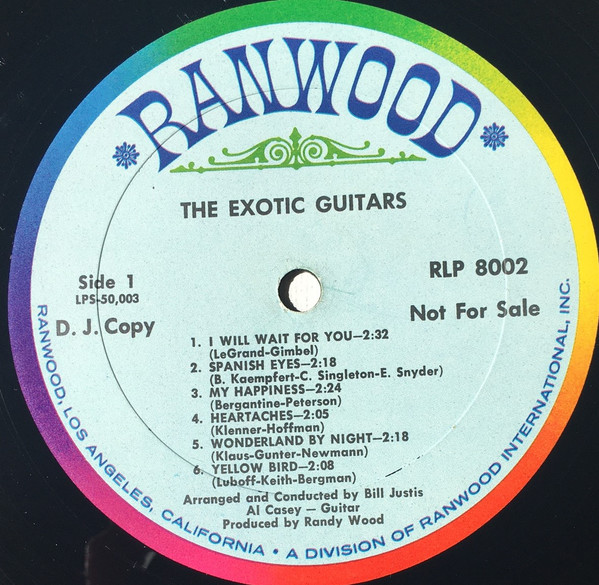 RANWOOD
THE EXOTIC GUITARS
Side 1
LPS-50,003
D. J. Copy
RLP 8002
Not For Sale
1. I WILL WAIT FOR YOU—2:32
(LeGrand-Gimbel)
2. SPANISH EYES—2:18
(B. Kaempfert-C. Singleton-E. Snyder)
3. MY HAPPINESS—2:24
(Bergantine-Peterson)
4. HEARTACHES—2:05
(Klenner-Hoffman)
5. WONDERLAND BY NIGHT—2:18
(Klaus-Gunter-Newmann)
6. YELLOW BIRD—2:08
(Luboff-Keith-Bergman)
Arranged and Conducted by Bill Justis
Al Casey — Guitar
Produced by Randy Wood
RANWOOD, LOS ANGELES, CALIFORNIA • A DIVISION OF RANWOOD INTERNATIONAL, INC.